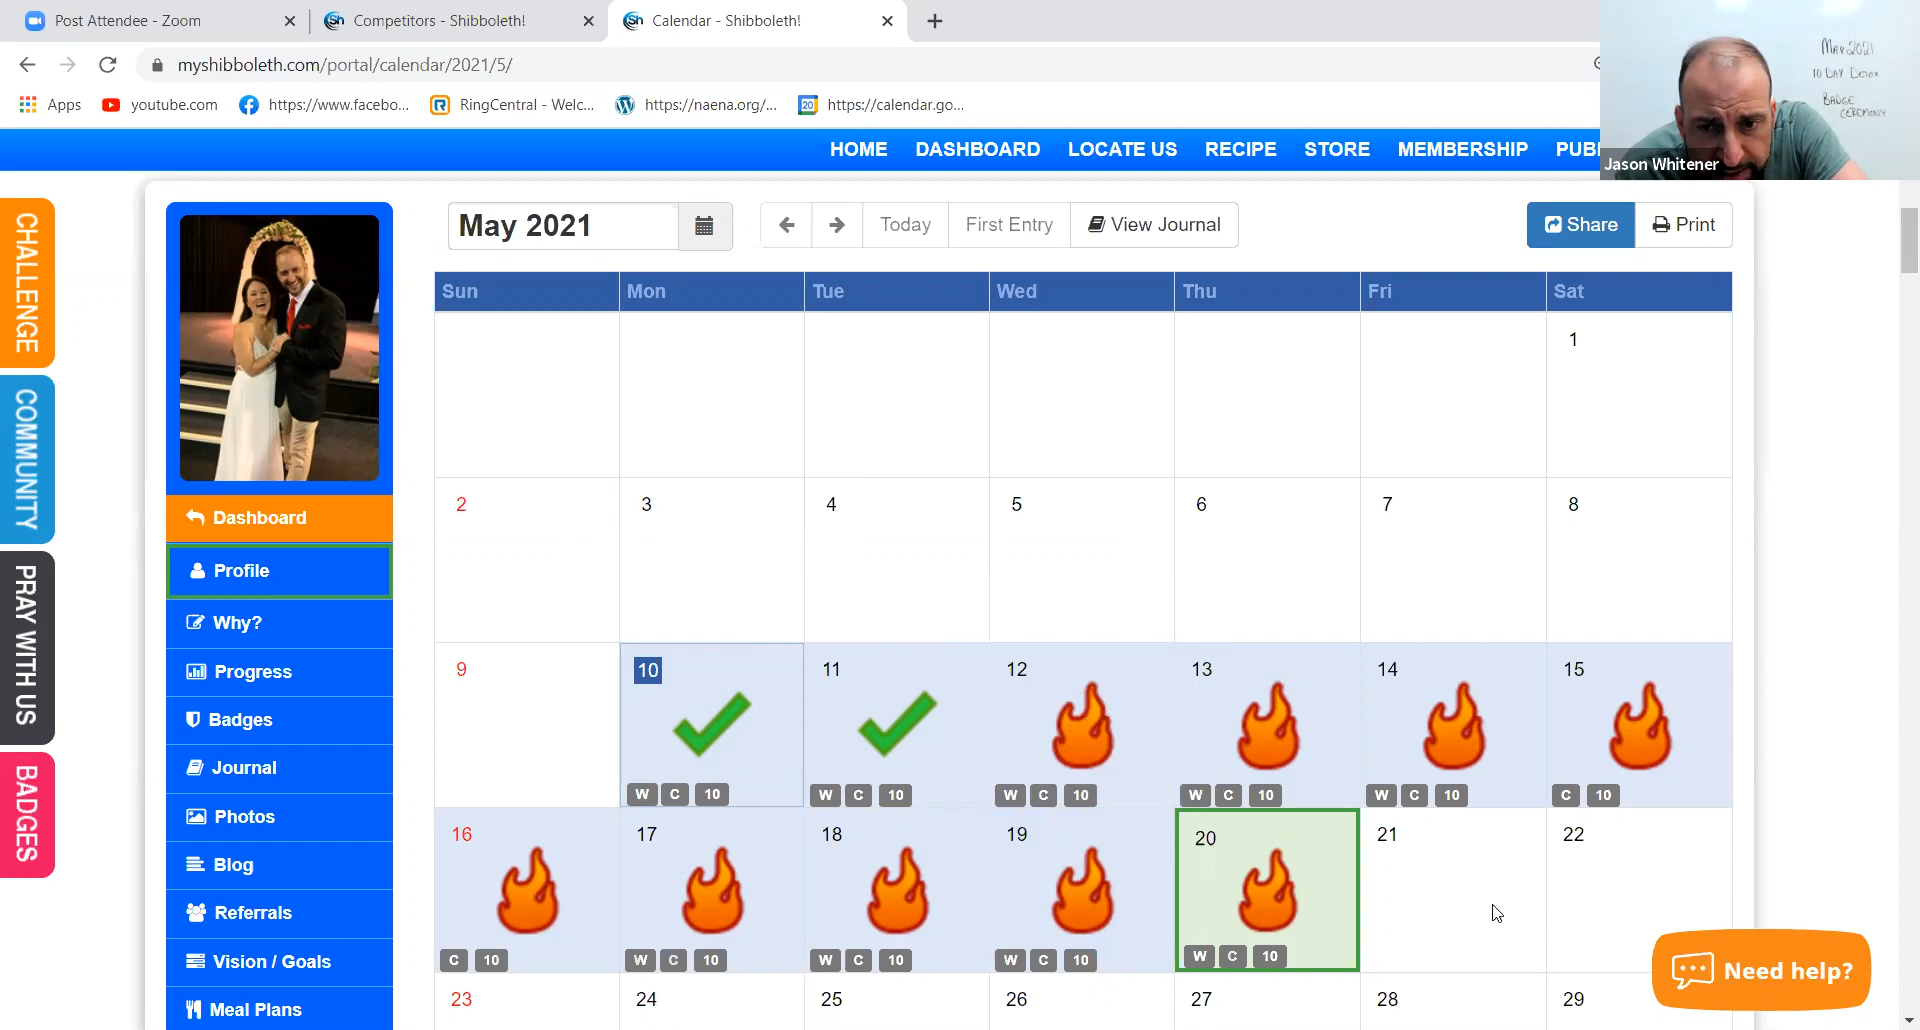 Post Attendee - Zoom
Competitors - Shibboleth!
Calendar - Shibboleth!
myshibboleth.com/portal/calendar/2021/5/
Apps
youtube.com
https://www.facebo...
RingCentral - Welc...
https://naena.org/...
20
https://calendar.go...
MAY 2021
10 DAY DETOX
BADGE
CEREMONY
Jason Whitener
HOME DASHBOARD LOCATE US RECIPE STORE MEMBERSHIP PUB
CHALLENGE
COMMUNITY
PRAY WITH US
BADGES
Dashboard
Profile
Why?
Progress
Badges
Journal
Photos
Blog
Referrals
Vision / Goals
Meal Plans
May 2021
Today
First Entry
View Journal
Share
Print
Sun Mon Tue Wed Thu Fri Sat
1
2 3 4 5 6 7 8
9 10 11 12 13 14 15
W C 10 W C 10 W C 10 W C 10 W C 10 C 10
16 17 18 19 20 21 22
C 10 W C 10 W C 10 W C 10 W C 10
23 24 25 26 27 28 29
Need help?